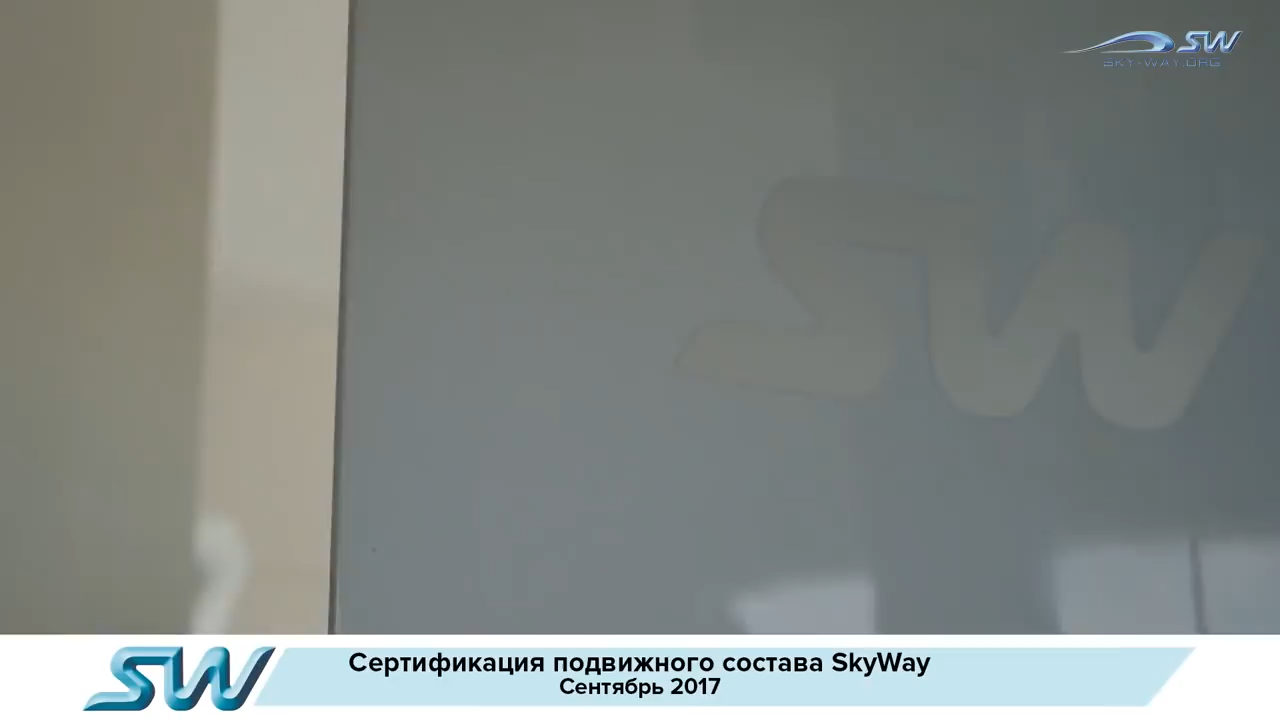 SW
SKY-WAY.ORG
SW
SW
Сертификация подвижного состава SkyWay
Сентябрь 2017